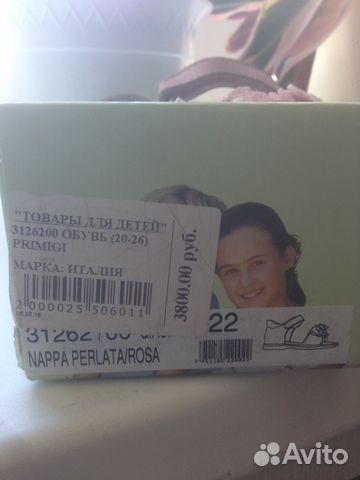 "ТОВАРЫ ДЛЯ ДЕТЕЙ"
3126200 ОБУВЬ (20-26)
PRIMIGI
МАРКА: ИТАЛИЯ
2 000025 506011
3800.00 руб.
22
NAPPA PERLATA/ROSA
Avito